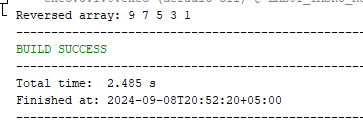 Reversed array: 9 7 5 3 1
------------------------------------------------
BUILD SUCCESS
------------------------------------------------
Total time:  2.485 s
Finished at: 2024-09-08T20:52:20+05:00
------------------------------------------------